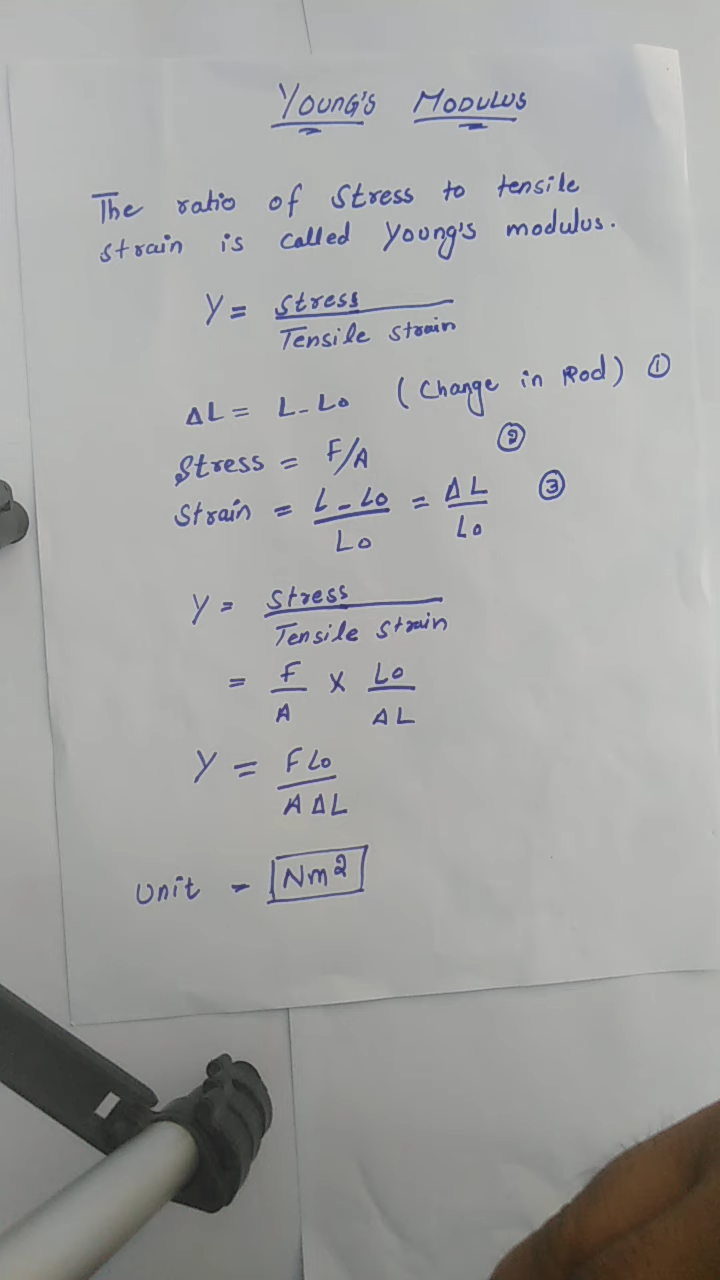 YOUNG'S MODULUS
The ratio of stress to tensile
strain is called Young's modulus.
Y = Stress / Tensile strain
ΔL = L - Lo (Change in Rod) ①
Stress = F/A ②
Strain = L - Lo / Lo = ΔL / Lo ③
Y = Stress / Tensile strain
= F / A × Lo / ΔL
Y = FLo / A ΔL
Unit - Nm²